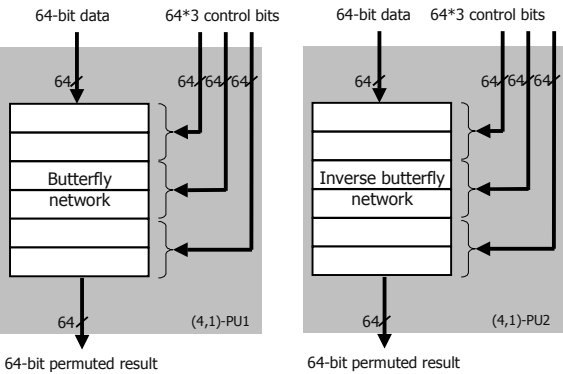 64-bit data 64*3 control bits
64 64 64 64
Butterfly
network
64 (4,1)-PU1
64-bit permuted result
64-bit data 64*3 control bits
64 64 64 64
Inverse butterfly
network
64 (4,1)-PU2
64-bit permuted result